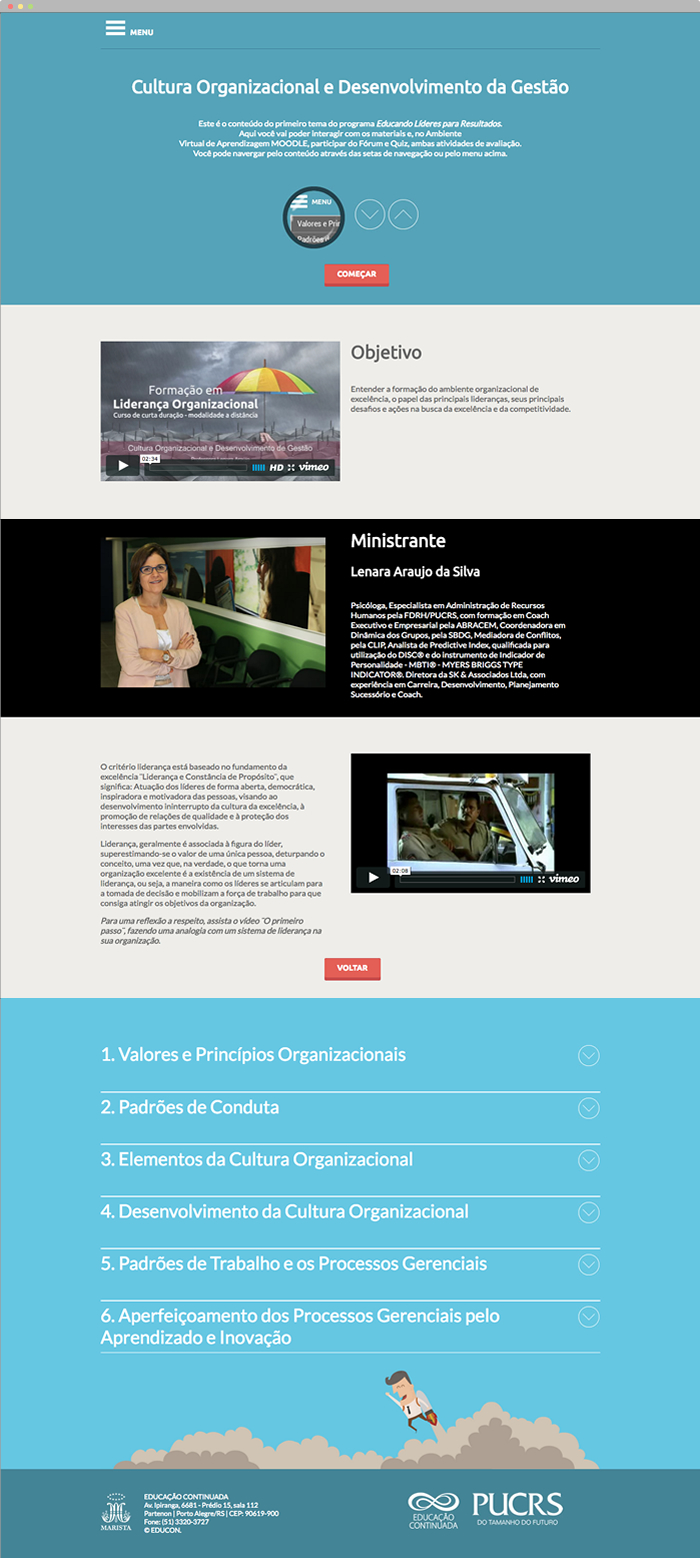 MENU
Cultura Organizacional e Desenvolvimento da Gestão
Este é o conteúdo do primeiro tema do programa Educando Líderes para Resultados.
Aqui você vai poder interagir com os materiais e, no Ambiente
Virtual de Aprendizagem MOODLE, participar do Fórum e Quiz, ambas atividades de avaliação.
Você pode navergar pelo conteúdo através das setas de navegação ou pelo menu acima.
MENU
Valores e Prin
Padrões d
COMEÇAR
Formação em
Liderança Organizacional
Curso de curta duração - modalidade a distância
Cultura Organizacional e Desenvolvimento de Gestão
02:34
HD
vimeo
Objetivo
Entender a formação do ambiente organizacional de
excelência, o papel das principais lideranças, seus principais
desafios e ações na busca da excelência e da competitividade.
Ministrante
Lenara Araujo da Silva
Psicóloga, Especialista em Administração de Recursos
Humanos pela FDRH/PUCRS, com formação em Coach
Executivo e Empresarial pela ABRACEM, Coordenadora em
Dinâmica dos Grupos, pela SBDG, Mediadora de Conflitos,
pela CLIP, Analista de Predictive Index, qualificada para
utilização do DISC® e do instrumento de Indicador de
Personalidade - MBTI® - MYERS BRIGGS TYPE
INDICATOR®. Diretora da SK & Associados Ltda, com
experiência em Carreira, Desenvolvimento, Planejamento
Sucessório e Coach.
O critério liderança está baseado no fundamento da
excelência "Liderança e Constância de Propósito", que
significa: Atuação dos líderes de forma aberta, democrática,
inspiradora e motivadora das pessoas, visando ao
desenvolvimento ininterrupto da cultura da excelência, à
promoção de relações de qualidade e à proteção dos
interesses das partes envolvidas.
Liderança, geralmente é associada à figura do líder,
superestimando-se o valor de uma única pessoa, deturpando o
conceito, uma vez que, na verdade, o que torna uma
organização excelente é a existência de um sistema de
liderança, ou seja, a maneira como os líderes se articulam para
a tomada de decisão e mobilizam a força de trabalho para que
consiga atingir os objetivos da organização.
Para uma reflexão a respeito, assista o vídeo "O primeiro
passo", fazendo uma analogia com um sistema de liderança na
sua organização.
02:08
vimeo
VOLTAR
1. Valores e Princípios Organizacionais
2. Padrões de Conduta
3. Elementos da Cultura Organizacional
4. Desenvolvimento da Cultura Organizacional
5. Padrões de Trabalho e os Processos Gerenciais
6. Aperfeiçoamento dos Processos Gerenciais pelo
Aprendizado e Inovação
MARISTA
EDUCAÇÃO CONTINUADA
Av. Ipiranga, 6681 - Prédio 15, sala 112
Partenon | Porto Alegre/RS | CEP: 90619-900
Fone: (51) 3320-3727
© EDUCON.
EDUCAÇÃO
CONTINUADA
PUCRS
DO TAMANHO DO FUTURO